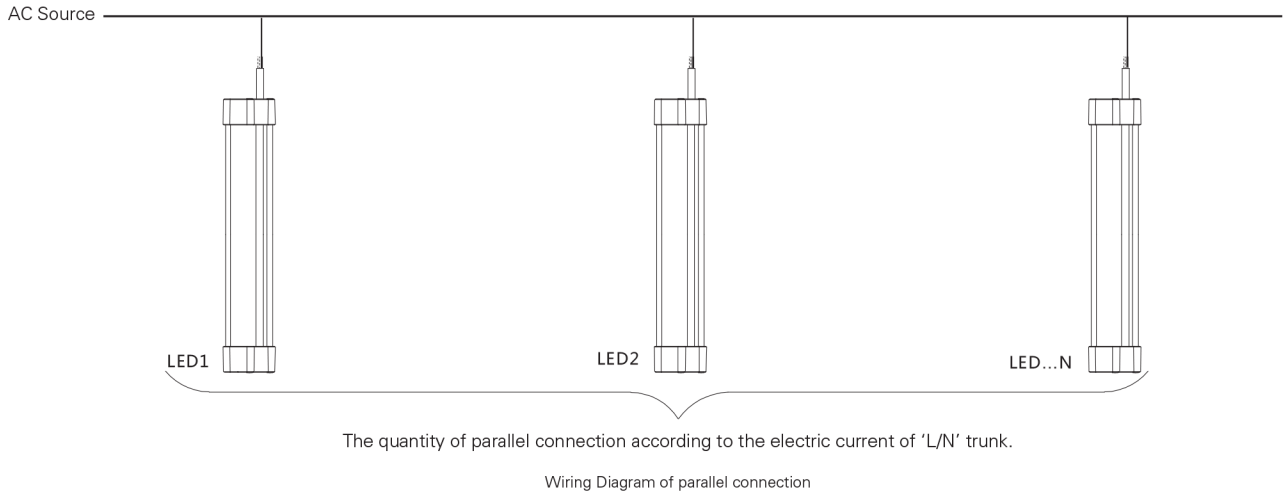 AC Source
LED1
LED2
LED...N
The quantity of parallel connection according to the electric current of ‘L/N’ trunk.
Wiring Diagram of parallel connection